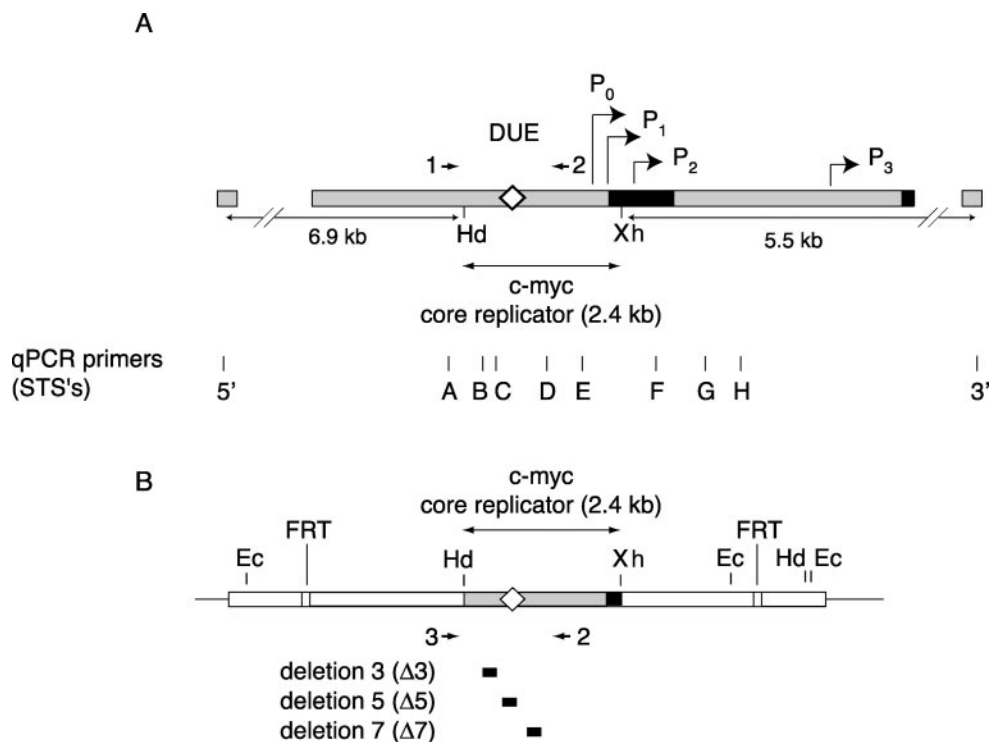 A
P0
P1
P2
P3
DUE
1
2
6.9 kb
Hd
Xh
5.5 kb
c-myc
core replicator (2.4 kb)
qPCR primers
(STS's)
5'
A
B
C
D
E
F
G
H
3'
B
c-myc
core replicator (2.4 kb)
FRT
FRT
Ec
Hd
Xh
Ec
Hd
Ec
3
2
deletion 3 (Δ3)
deletion 5 (Δ5)
deletion 7 (Δ7)